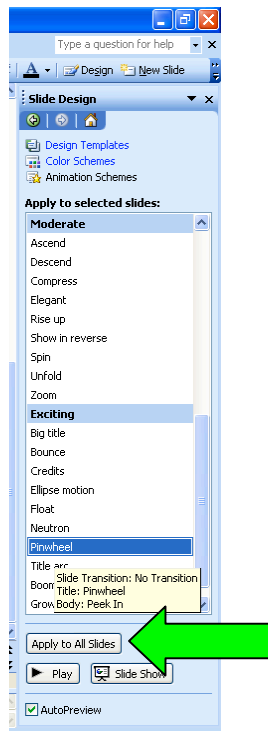 Type a question for help
A Design New Slide
Slide Design
Design Templates
Color Schemes
Animation Schemes
Apply to selected slides:
Moderate
Ascend
Descend
Compress
Elegant
Rise up
Show in reverse
Spin
Unfold
Zoom
Exciting
Big title
Bounce
Credits
Ellipse motion
Float
Neutron
Pinwheel
Title arc
Slide Transition: No Transition
Title: Pinwheel
Body: Peek In
Apply to All Slides
Play Slide Show
AutoPreview